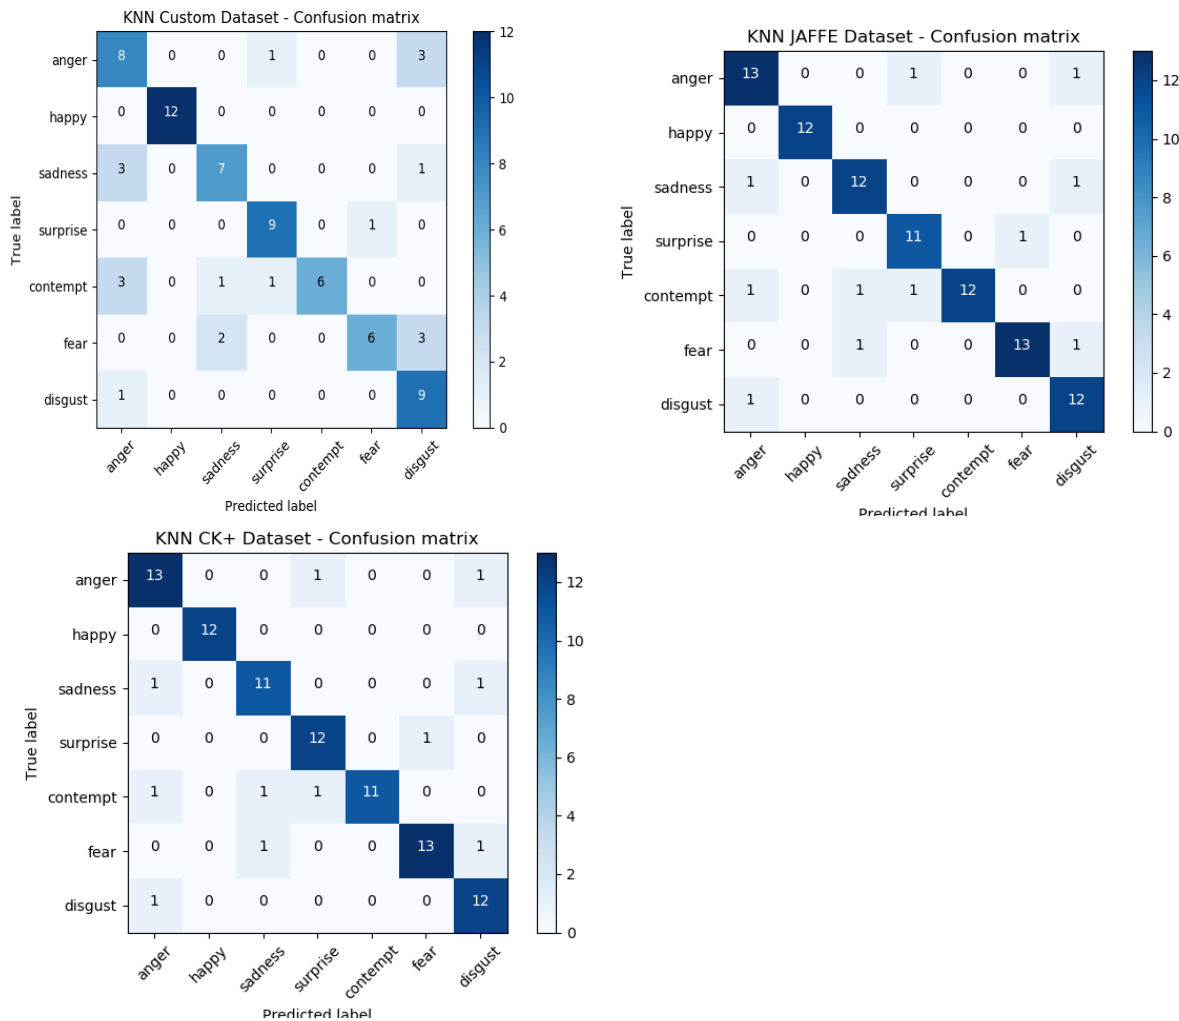 KNN Custom Dataset - Confusion matrix
True label
anger 8 0 0 1 0 0 3
happy 0 12 0 0 0 0 0
sadness 3 0 7 0 0 0 1
surprise 0 0 0 9 0 1 0
contempt 3 0 1 1 6 0 0
fear 0 0 2 0 0 6 3
disgust 1 0 0 0 0 0 9
anger happy sadness surprise contempt fear disgust
Predicted label
12
10
8
6
4
2
0
KNN JAFFE Dataset - Confusion matrix
True label
anger 13 0 0 1 0 0 1
happy 0 12 0 0 0 0 0
sadness 1 0 12 0 0 0 1
surprise 0 0 0 11 0 1 0
contempt 1 0 1 1 12 0 0
fear 0 0 1 0 0 13 1
disgust 1 0 0 0 0 0 12
anger happy sadness surprise contempt fear disgust
Predicted label
12
10
8
6
4
2
0
KNN CK+ Dataset - Confusion matrix
True label
anger 13 0 0 1 0 0 1
happy 0 12 0 0 0 0 0
sadness 1 0 11 0 0 0 1
surprise 0 0 0 12 0 1 0
contempt 1 0 1 1 11 0 0
fear 0 0 1 0 0 13 1
disgust 1 0 0 0 0 0 12
anger happy sadness surprise contempt fear disgust
Predicted label
12
10
8
6
4
2
0